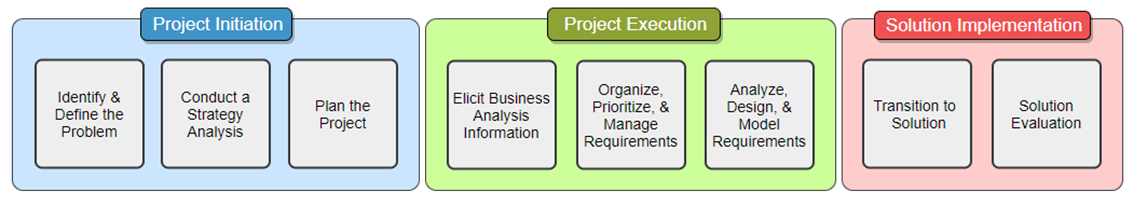 Project Initiation
Identify &
Define the
Problem
Conduct a
Strategy
Analysis
Plan the
Project
Project Execution
Elicit Business
Analysis
Information
Organize,
Prioritize, &
Manage
Requirements
Analyze,
Design, &
Model
Requirements
Solution Implementation
Transition to
Solution
Solution
Evaluation